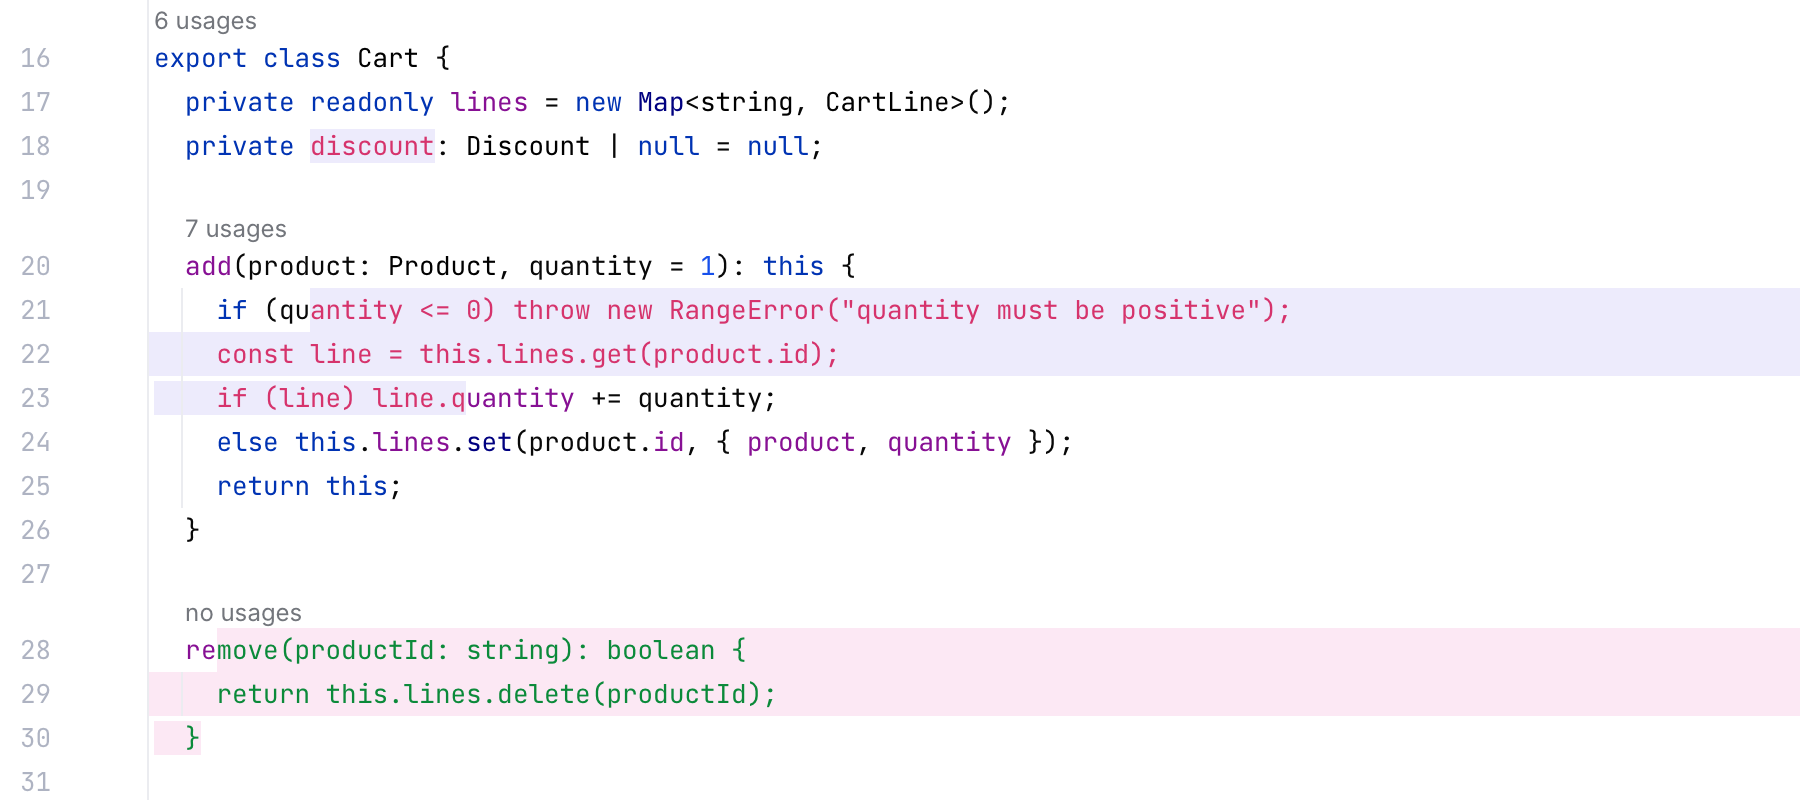 6 usages
16 export class Cart {
17   private readonly lines = new Map<string, CartLine>();
18   private discount: Discount | null = null;
19
7 usages
20   add(product: Product, quantity = 1): this {
21     if (quantity <= 0) throw new RangeError("quantity must be positive");
22     const line = this.lines.get(product.id);
23     if (line) line.quantity += quantity;
24     else this.lines.set(product.id, { product, quantity });
25     return this;
26   }
27
no usages
28   remove(productId: string): boolean {
29     return this.lines.delete(productId);
30   }
31